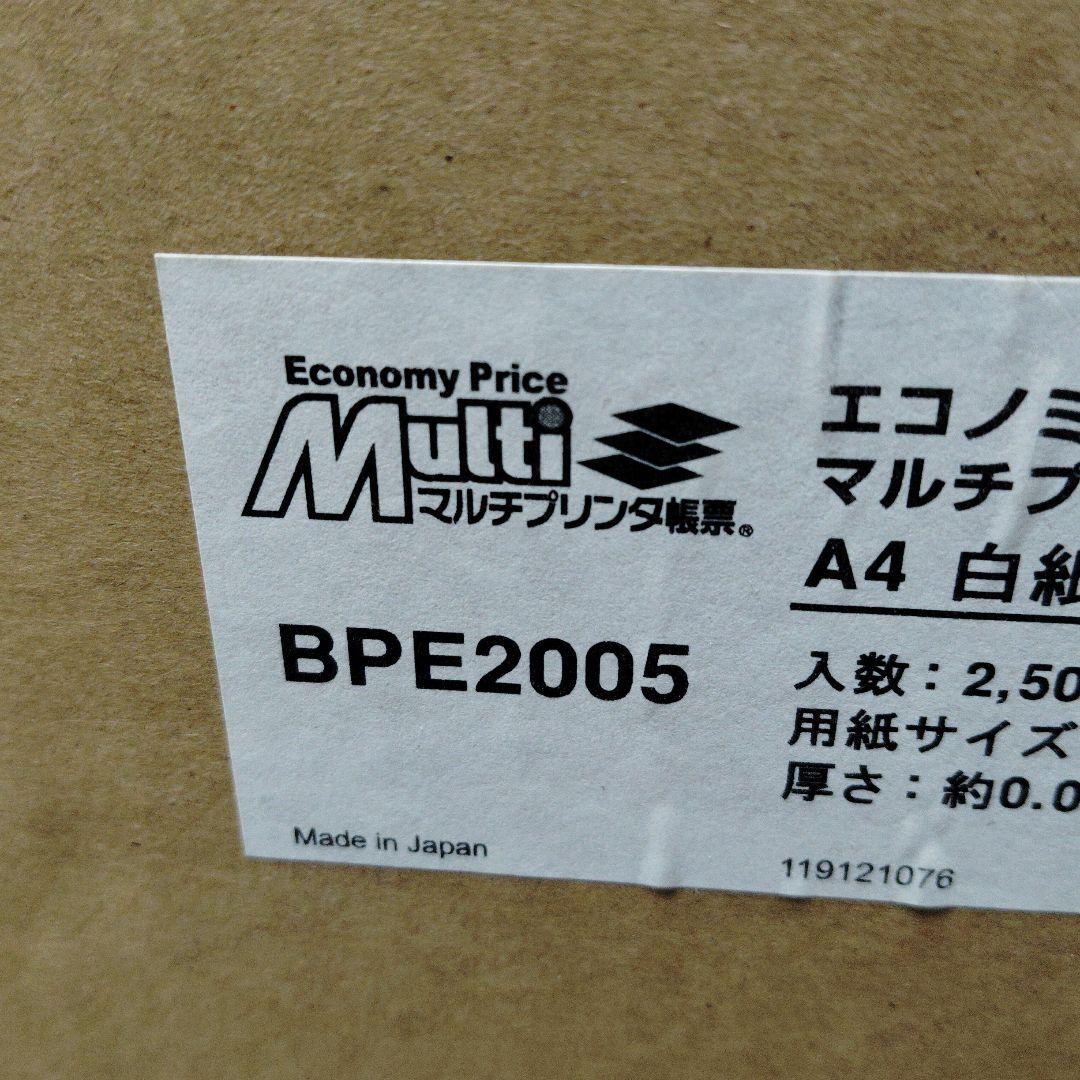 Economy Price
Multi
マルチプリンタ帳票®
BPE2005
Made in Japan
エコノミ
マルチプ
A4 白紙
入数：2,50
用紙サイズ
厚さ：約0.0
119121076